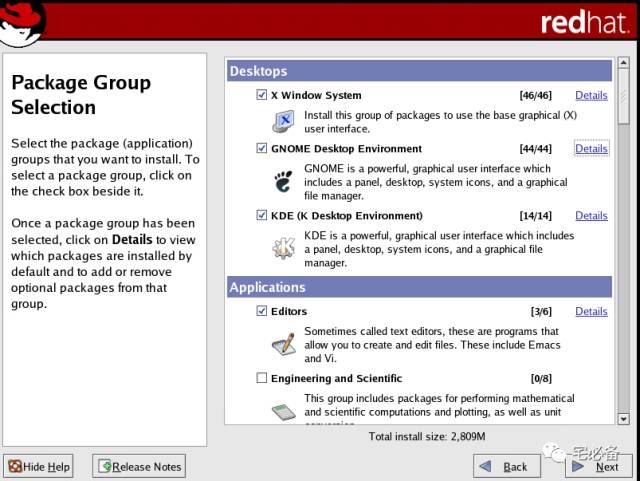 redhat.
Package Group
Selection
Select the package (application)
groups that you want to install. To
select a package group, click on
the check box beside it.
Once a package group has been
selected, click on Details to view
which packages are installed by
default and to add or remove
optional packages from that
group.
Desktops
X Window System [46/46] Details
Install this group of packages to use the base graphical (X)
user interface.
GNOME Desktop Environment [44/44] Details
GNOME is a powerful, graphical user interface which
includes a panel, desktop, system icons, and a graphical
file manager.
KDE (K Desktop Environment) [14/14] Details
KDE is a powerful, graphical user interface which includes
a panel, desktop, system icons, and a graphical file
manager.
Applications
Editors [3/6] Details
Sometimes called text editors, these are programs that
allow you to create and edit files. These include Emacs
and Vi.
Engineering and Scientific [0/8]
This group includes packages for performing mathematical
and scientific computations and plotting, as well as unit
conversion.
Total install size: 2,809M
宅必备
Hide Help
Release Notes
Back
Next